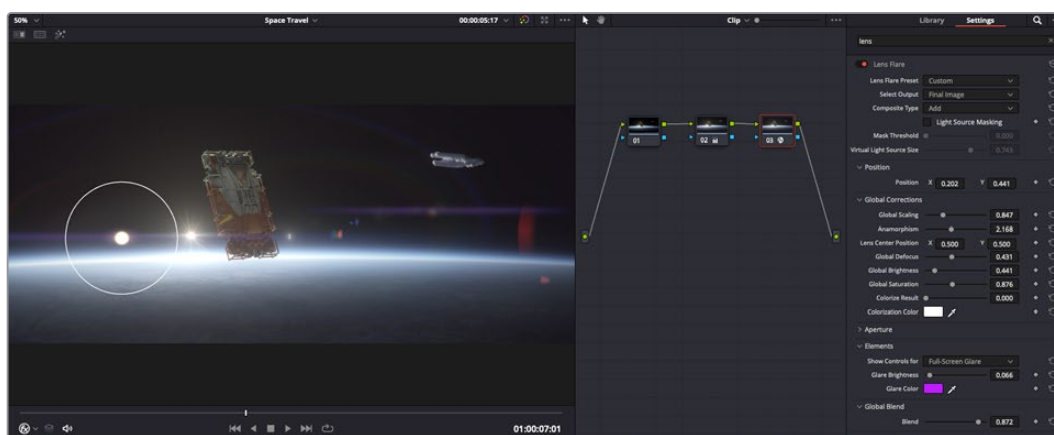 50%
Space Travel
00:00:05:17
Clip
Library
Settings
lens
Lens Flare
Lens Flare Preset Custom
Select Output Final Image
Composite Type Add
Light Source Masking
Mask Threshold 0.000
Virtual Light Source Size 0.743
Position
Position X 0.202 Y 0.441
Global Corrections
Global Scaling 0.847
Anamorphism 2.168
Lens Center Position X 0.500 Y 0.500
Global Defocus 0.431
Global Brightness 0.441
Global Saturation 0.876
Colorize Result 0.000
Colorization Color
Aperture
Elements
Show Controls for Full-Screen Glare
Glare Brightness 0.066
Glare Color
Global Blend
Blend 0.872
01
02
03
01:00:07:01